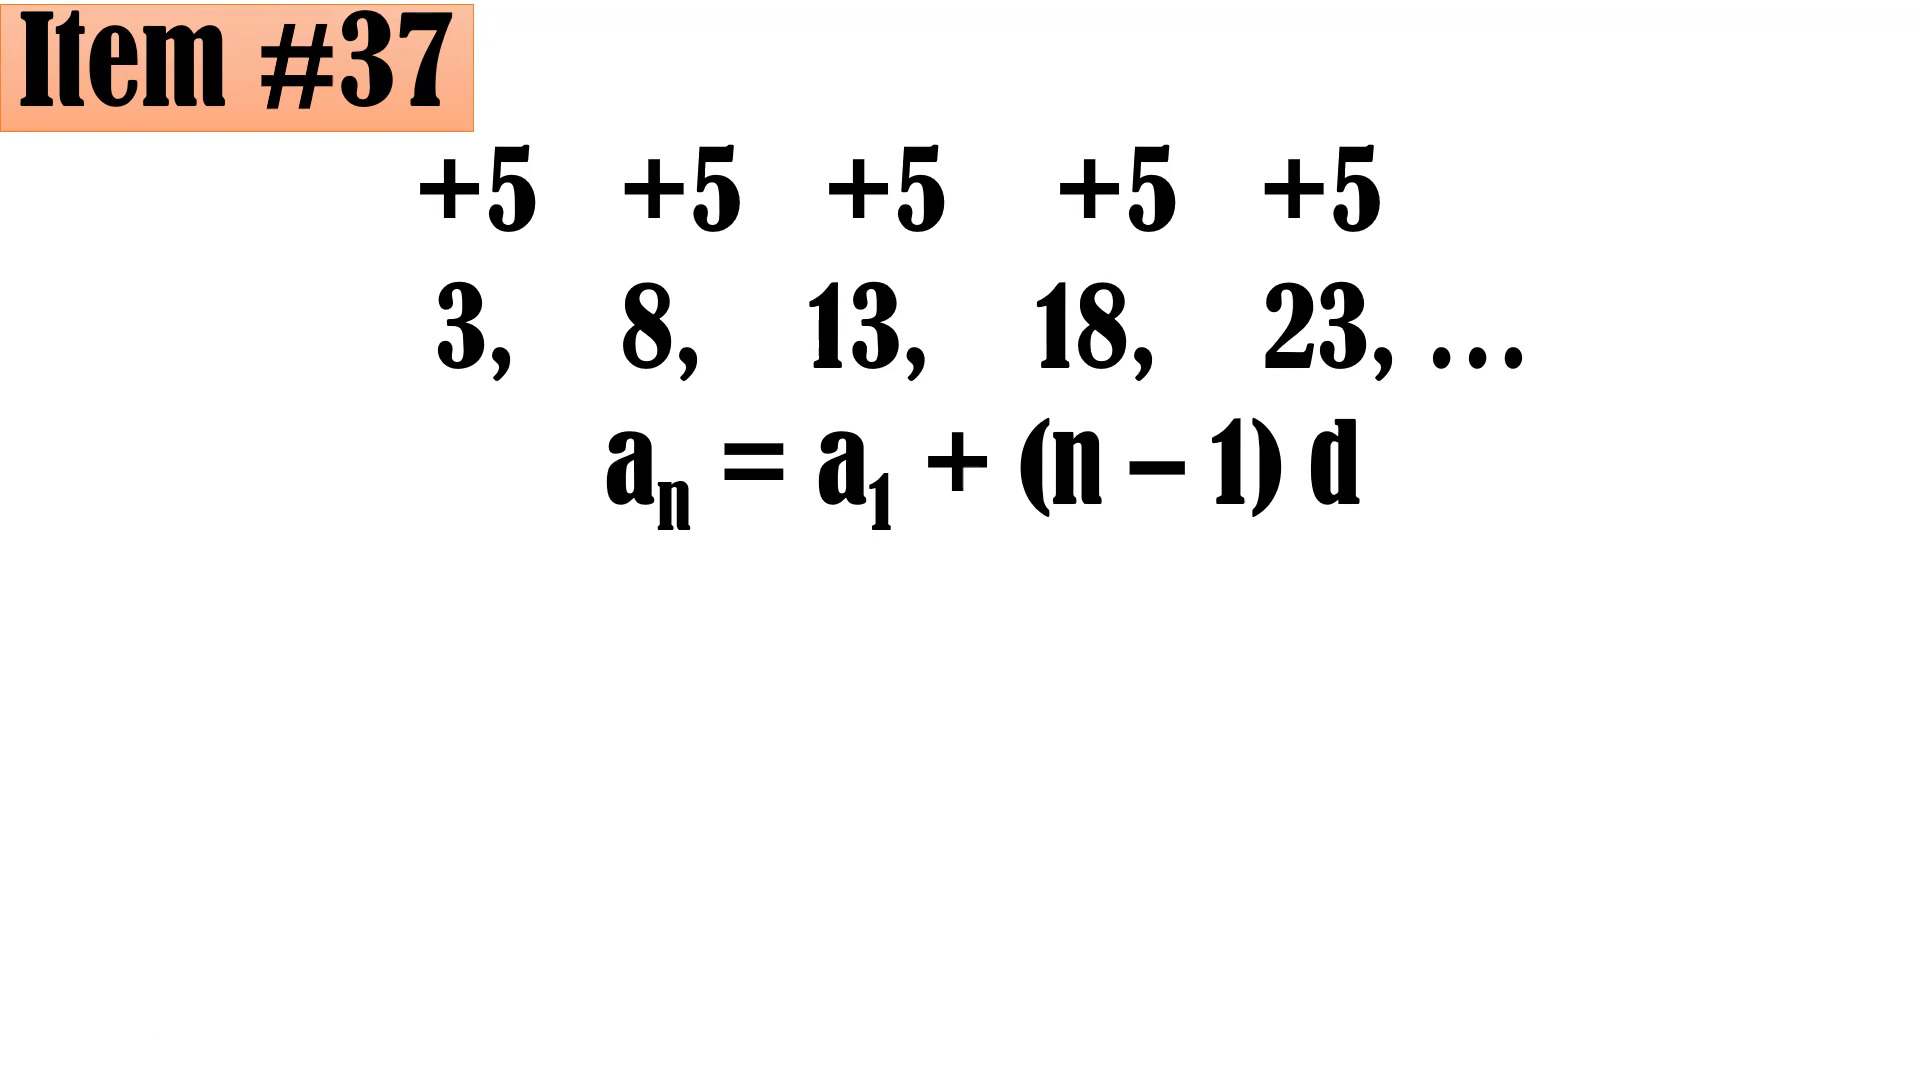 Item #37
+5 +5 +5 +5 +5
3, 8, 13, 18, 23, …
aₙ = a₁ + (n – 1) d